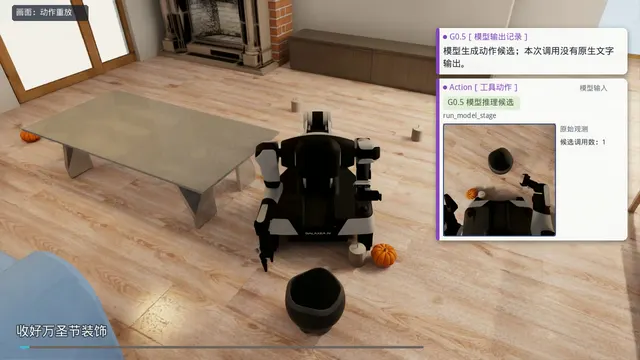 画面：动作重放
G0.5 [ 模型输出记录 ]
模型生成动作候选；本次调用没有原生文字
输出。
Action [ 工具动作 ]
模型输入
G0.5 模型推理候选
run_model_stage
原始观测
候选调用数：1
收好万圣节装饰